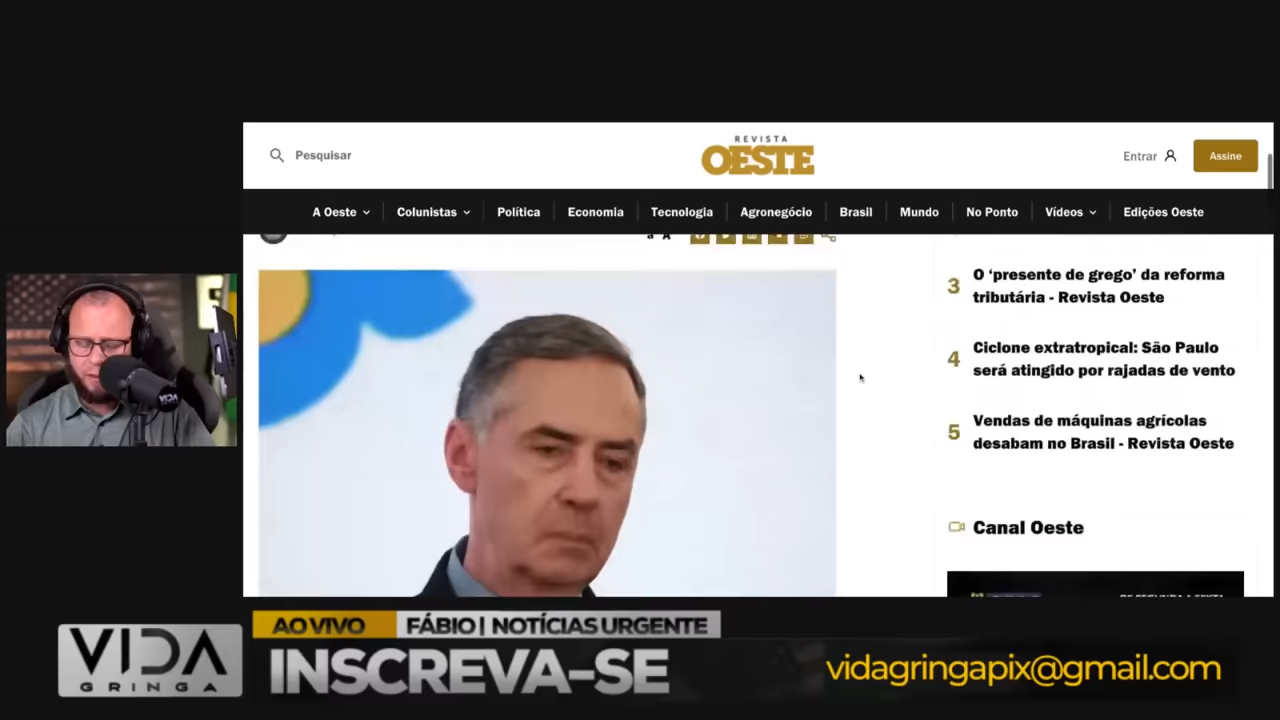 Pesquisar
REVISTA
OESTE
Entrar
Assine
A Oeste
Colunistas
Política
Economia
Tecnologia
Agronegócio
Brasil
Mundo
No Ponto
Vídeos
Edições Oeste
3
O ‘presente de grego’ da reforma
tributária - Revista Oeste
4
Ciclone extratropical: São Paulo
será atingido por rajadas de vento
5
Vendas de máquinas agrícolas
desabam no Brasil - Revista Oeste
Canal Oeste
VIDA
AO VIVO
FÁBIO | NOTÍCIAS URGENTE
VIDA
GRINGA
INSCREVA-SE
vidagringapix@gmail.com